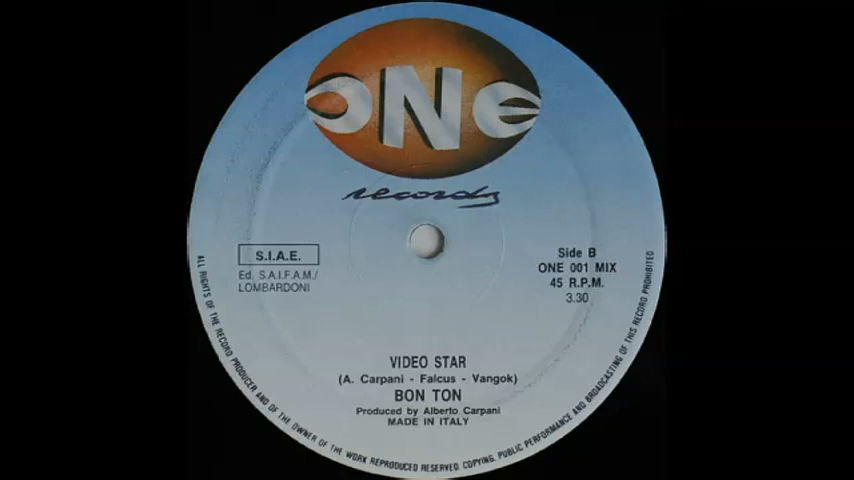 ONE
records
S.I.A.E.
Ed. S.A.I.F.A.M./
LOMBARDONI
Side B
ONE 001 MIX
45 R.P.M.
3.30
VIDEO STAR
(A. Carpani - Falcus - Vangok)
BON TON
Produced by Alberto Carpani
MADE IN ITALY
ALL RIGHTS OF THE RECORD PRODUCER AND OF THE OWNER OF THE WORK REPRODUCED RESERVED. COPYING, PUBLIC PERFORMANCE AND BROADCASTING OF THIS RECORD PROHIBITED